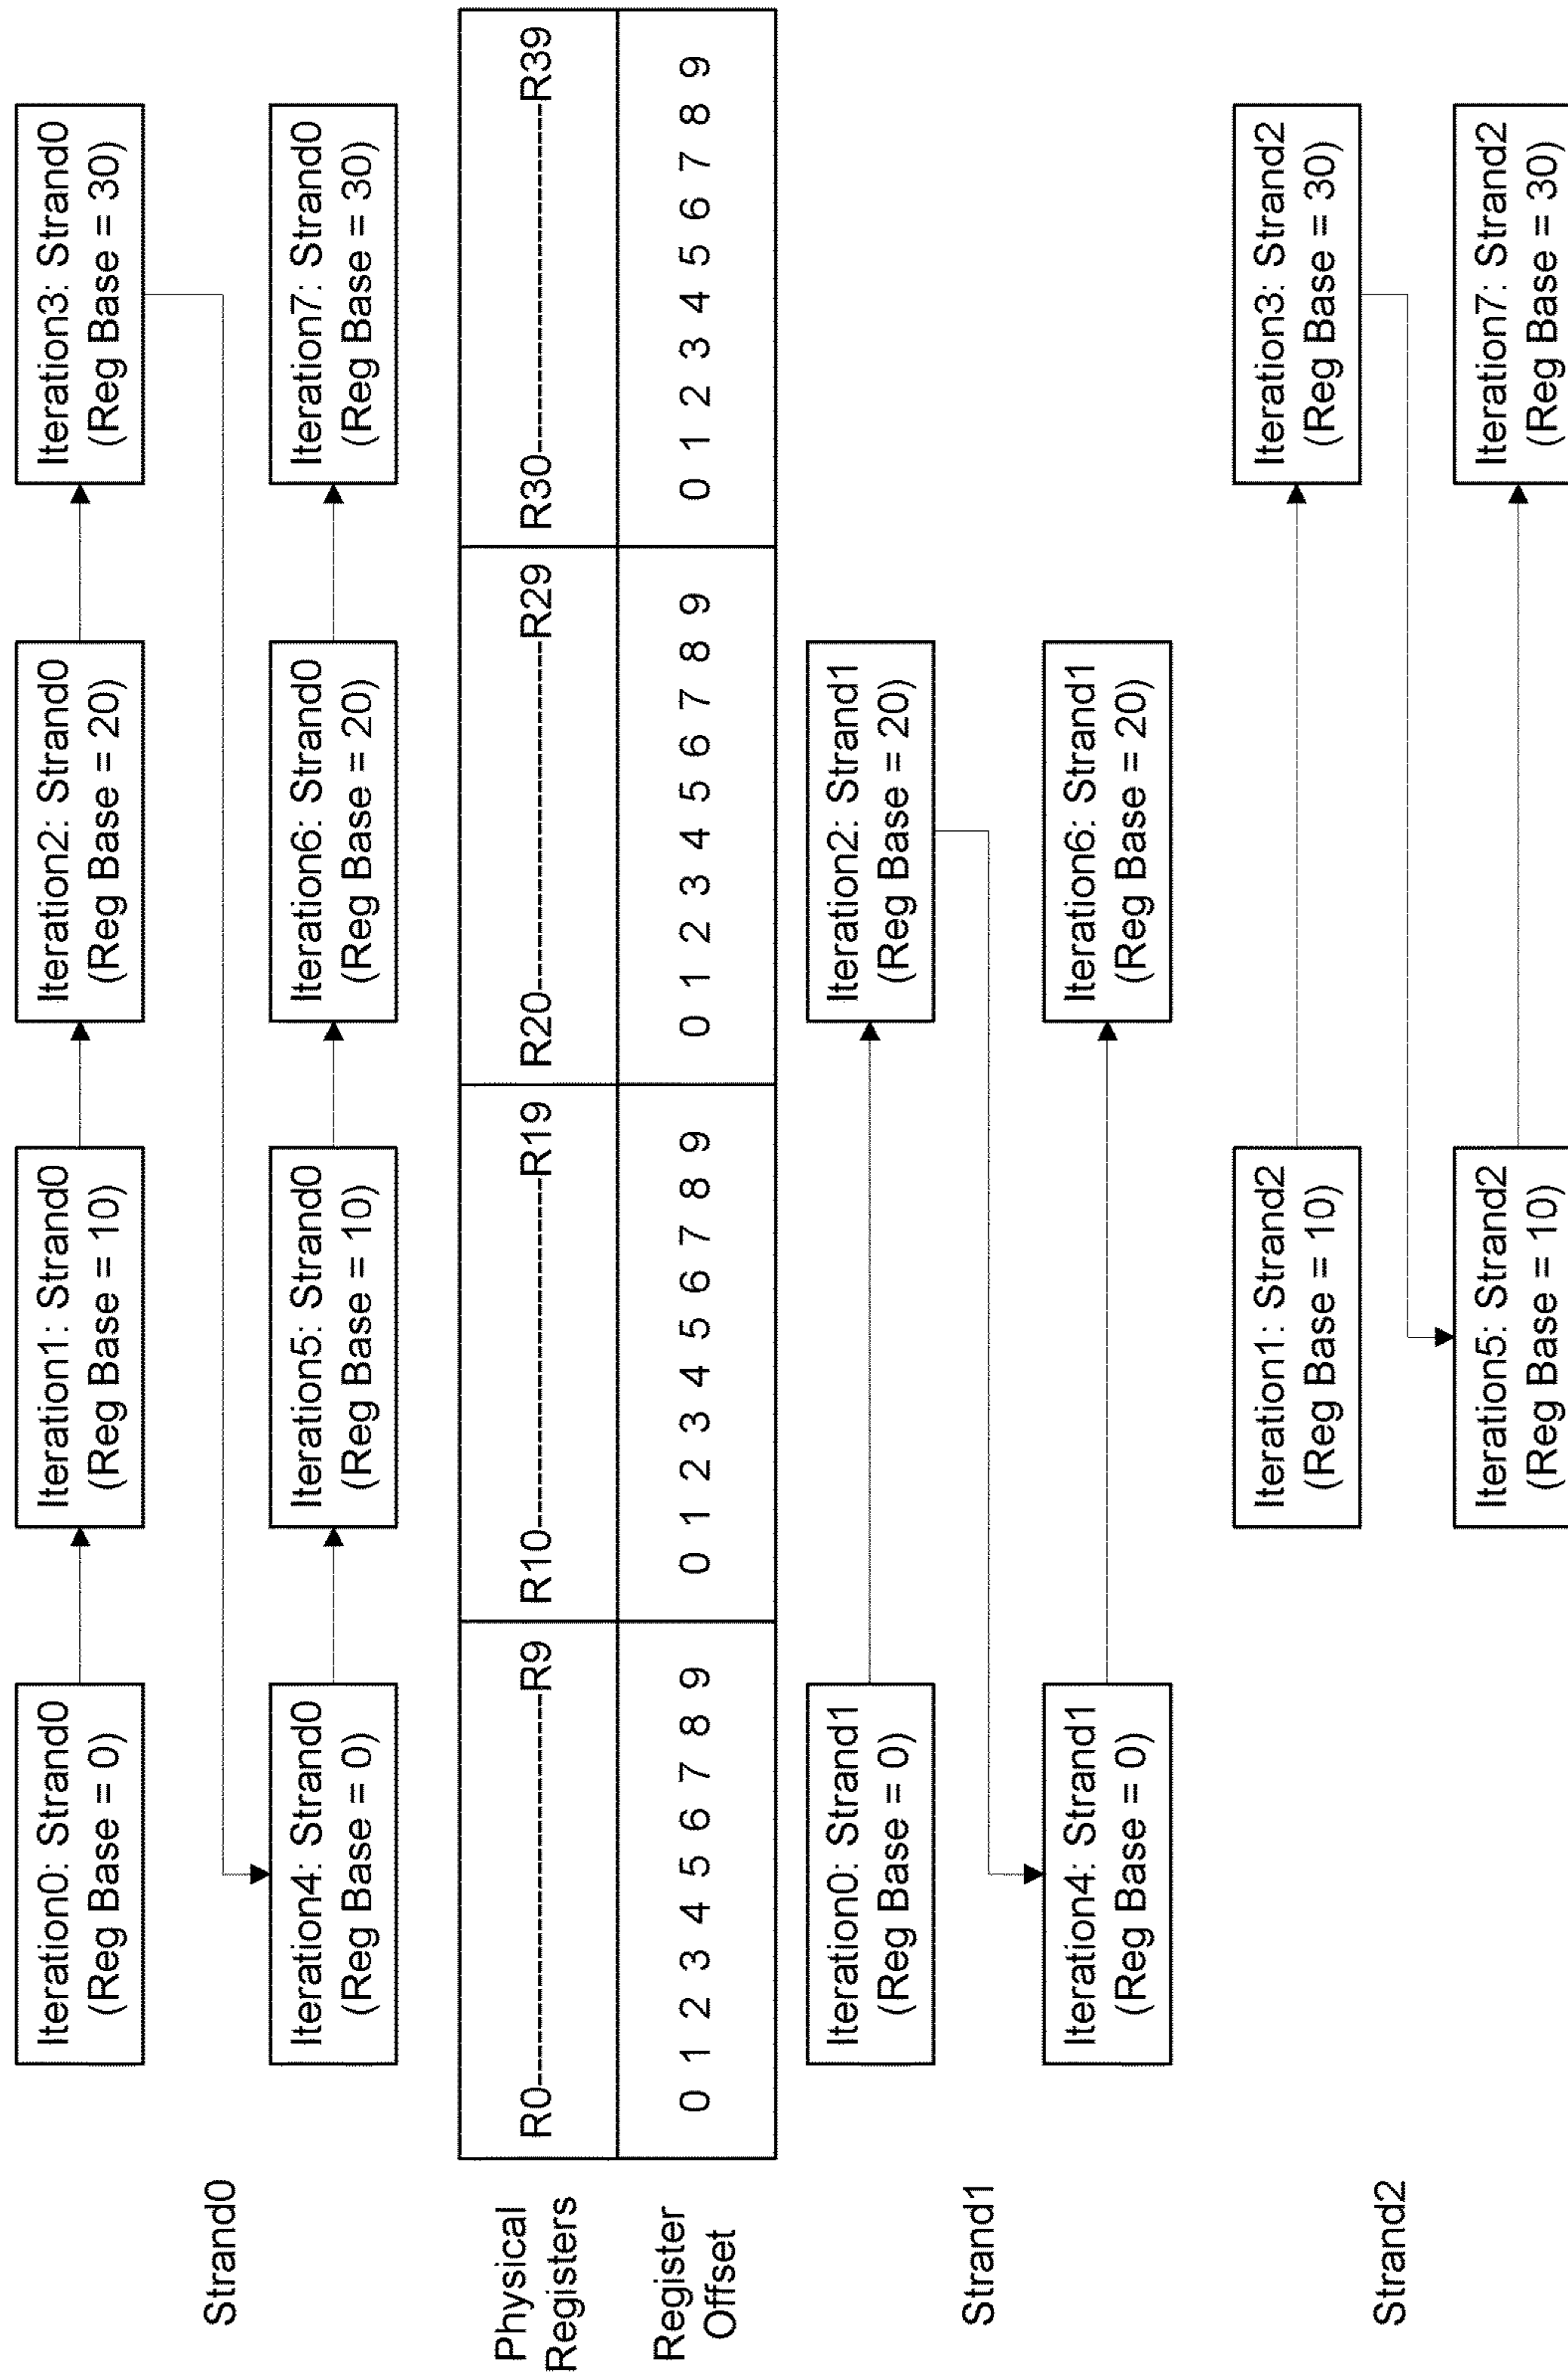 Strand0
Iteration0: Strand0
(Reg Base = 0)
Iteration1: Strand0
(Reg Base = 10)
Iteration2: Strand0
(Reg Base = 20)
Iteration3: Strand0
(Reg Base = 30)
Iteration4: Strand0
(Reg Base = 0)
Iteration5: Strand0
(Reg Base = 10)
Iteration6: Strand0
(Reg Base = 20)
Iteration7: Strand0
(Reg Base = 30)
Physical
Registers
R0-----------------R9
R10-----------------R19
R20-----------------R29
R30-----------------R39
Register
Offset
0 1 2 3 4 5 6 7 8 9
0 1 2 3 4 5 6 7 8 9
0 1 2 3 4 5 6 7 8 9
0 1 2 3 4 5 6 7 8 9
Strand1
Iteration0: Strand1
(Reg Base = 0)
Iteration2: Strand1
(Reg Base = 20)
Iteration4: Strand1
(Reg Base = 0)
Iteration6: Strand1
(Reg Base = 20)
Strand2
Iteration1: Strand2
(Reg Base = 10)
Iteration3: Strand2
(Reg Base = 30)
Iteration5: Strand2
(Reg Base = 10)
Iteration7: Strand2
(Reg Base = 30)